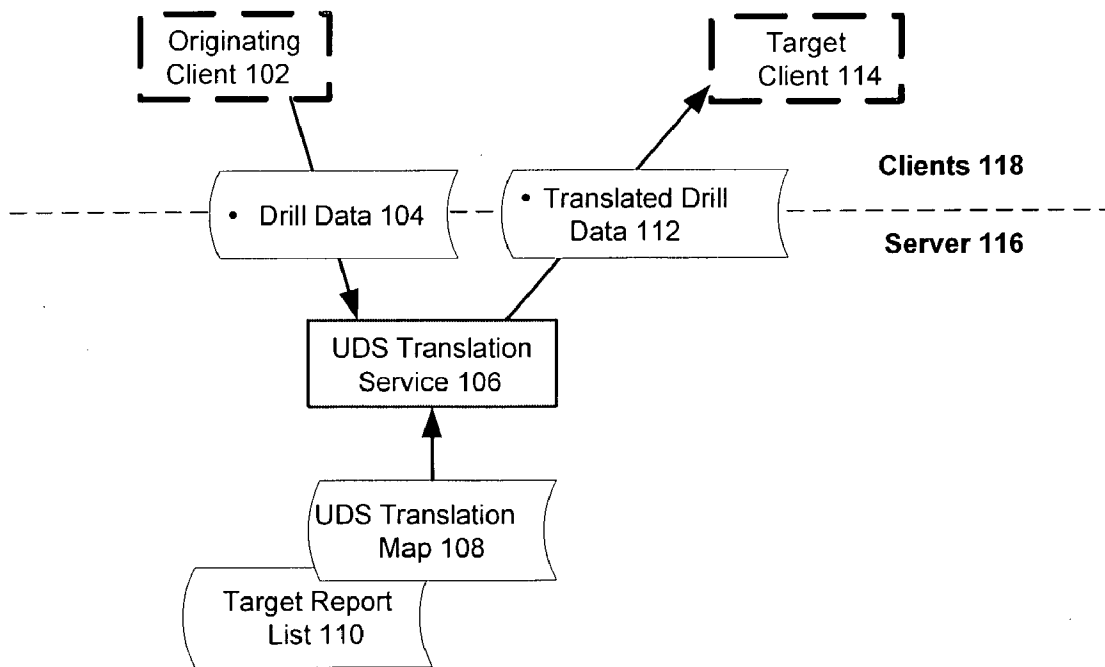 Originating
Client 102
Target
Client 114
Clients 118
• Drill Data 104
• Translated Drill
Data 112
Server 116
UDS Translation
Service 106
UDS Translation
Map 108
Target Report
List 110